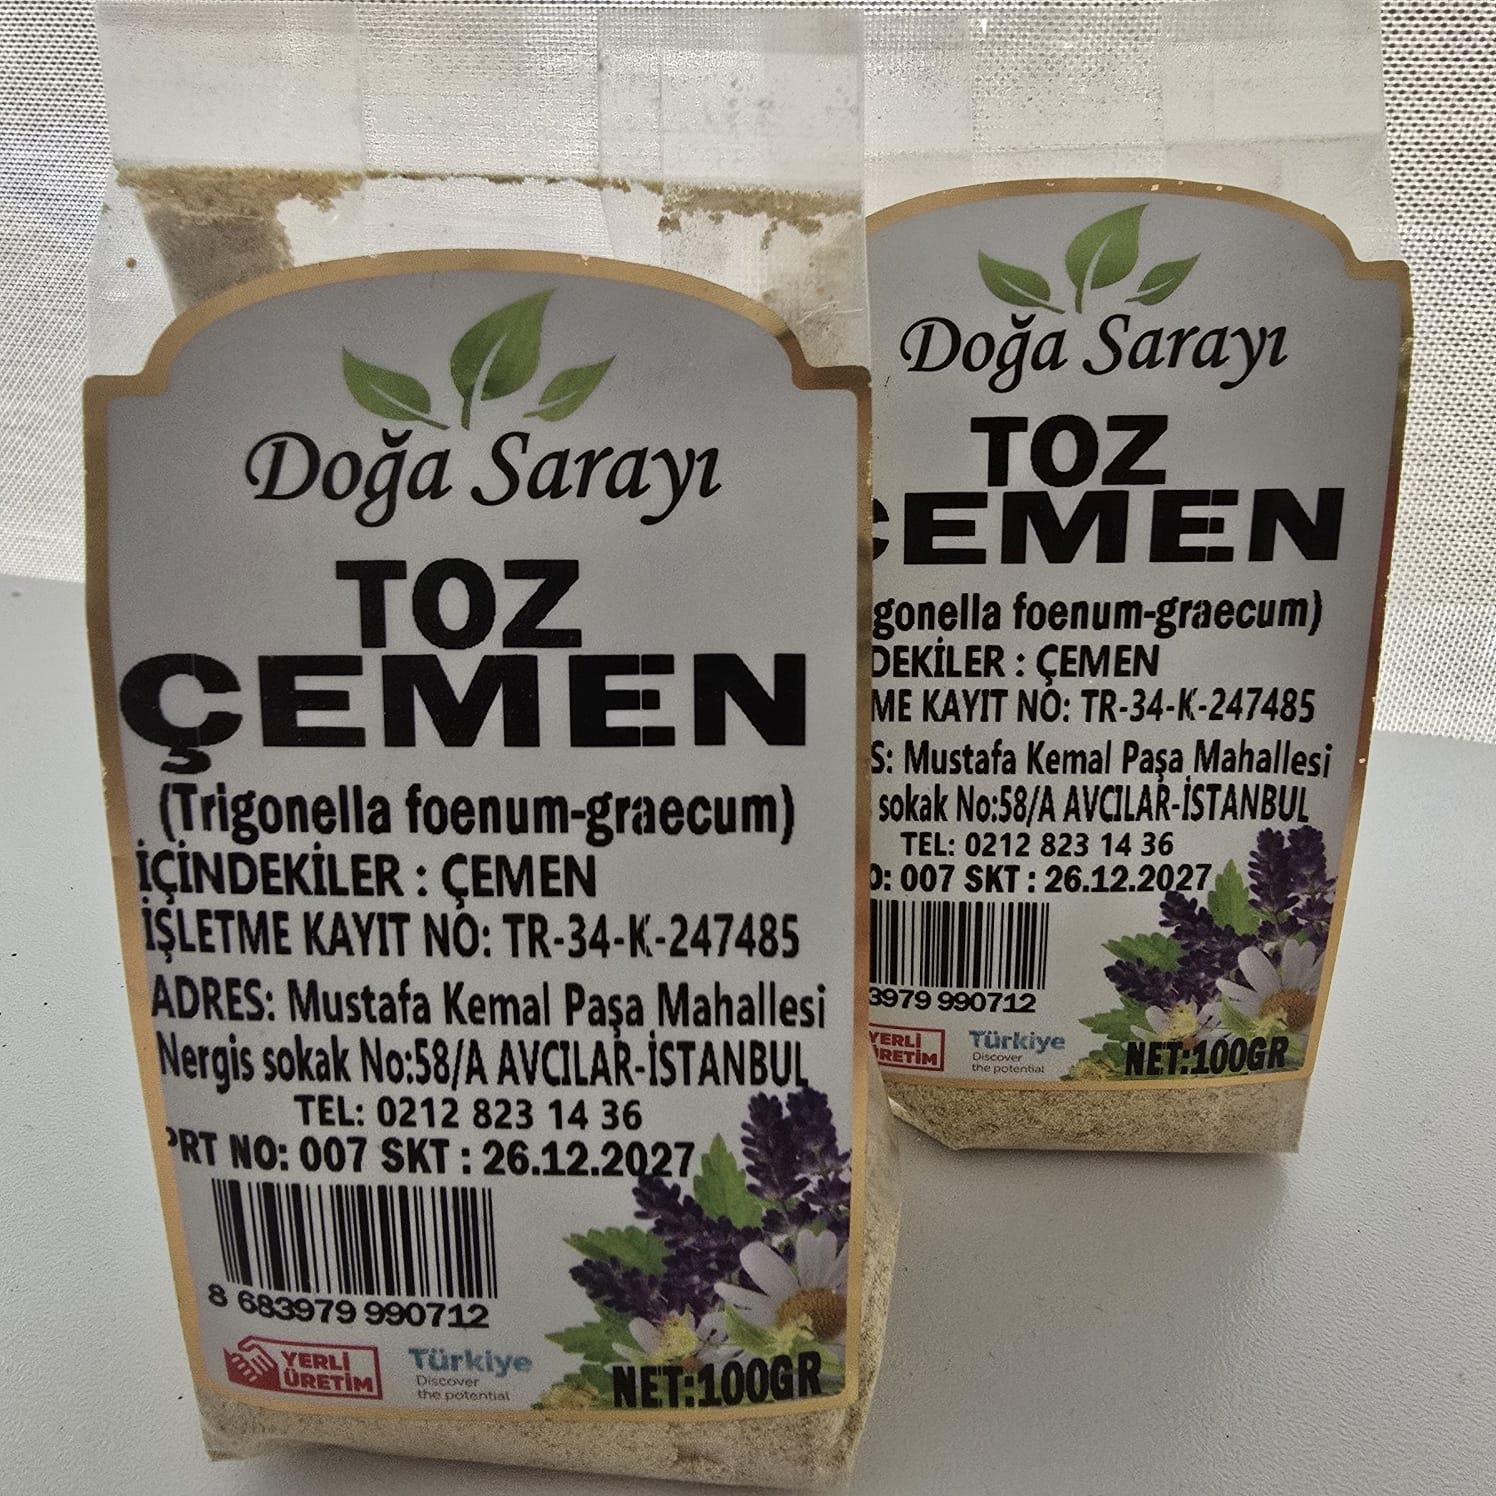 Doğa Sarayı
TOZ
ÇEMEN
(Trigonella foenum-graecum)
İÇİNDEKİLER : ÇEMEN
İŞLETME KAYIT NO: TR-34-K-247485
ADRES: Mustafa Kemal Paşa Mahallesi
Nergis sokak No:58/A AVCILAR-İSTANBUL
TEL: 0212 823 14 36
PRT NO: 007 SKT : 26.12.2027
8 683979 990712
YERLİ
ÜRETİM
Türkiye
Discover
the potential
NET:100GR
Doğa Sarayı
TOZ
ÇEMEN
gonella foenum-graecum)
DEKİLER : ÇEMEN
ME KAYIT NO: TR-34-K-247485
S: Mustafa Kemal Paşa Mahallesi
sokak No:58/A AVCILAR-İSTANBUL
TEL: 0212 823 14 36
O: 007 SKT : 26.12.2027
3979 990712
YERLİ
ÜRETİM
Türkiye
Discover
the potential
NET:100GR